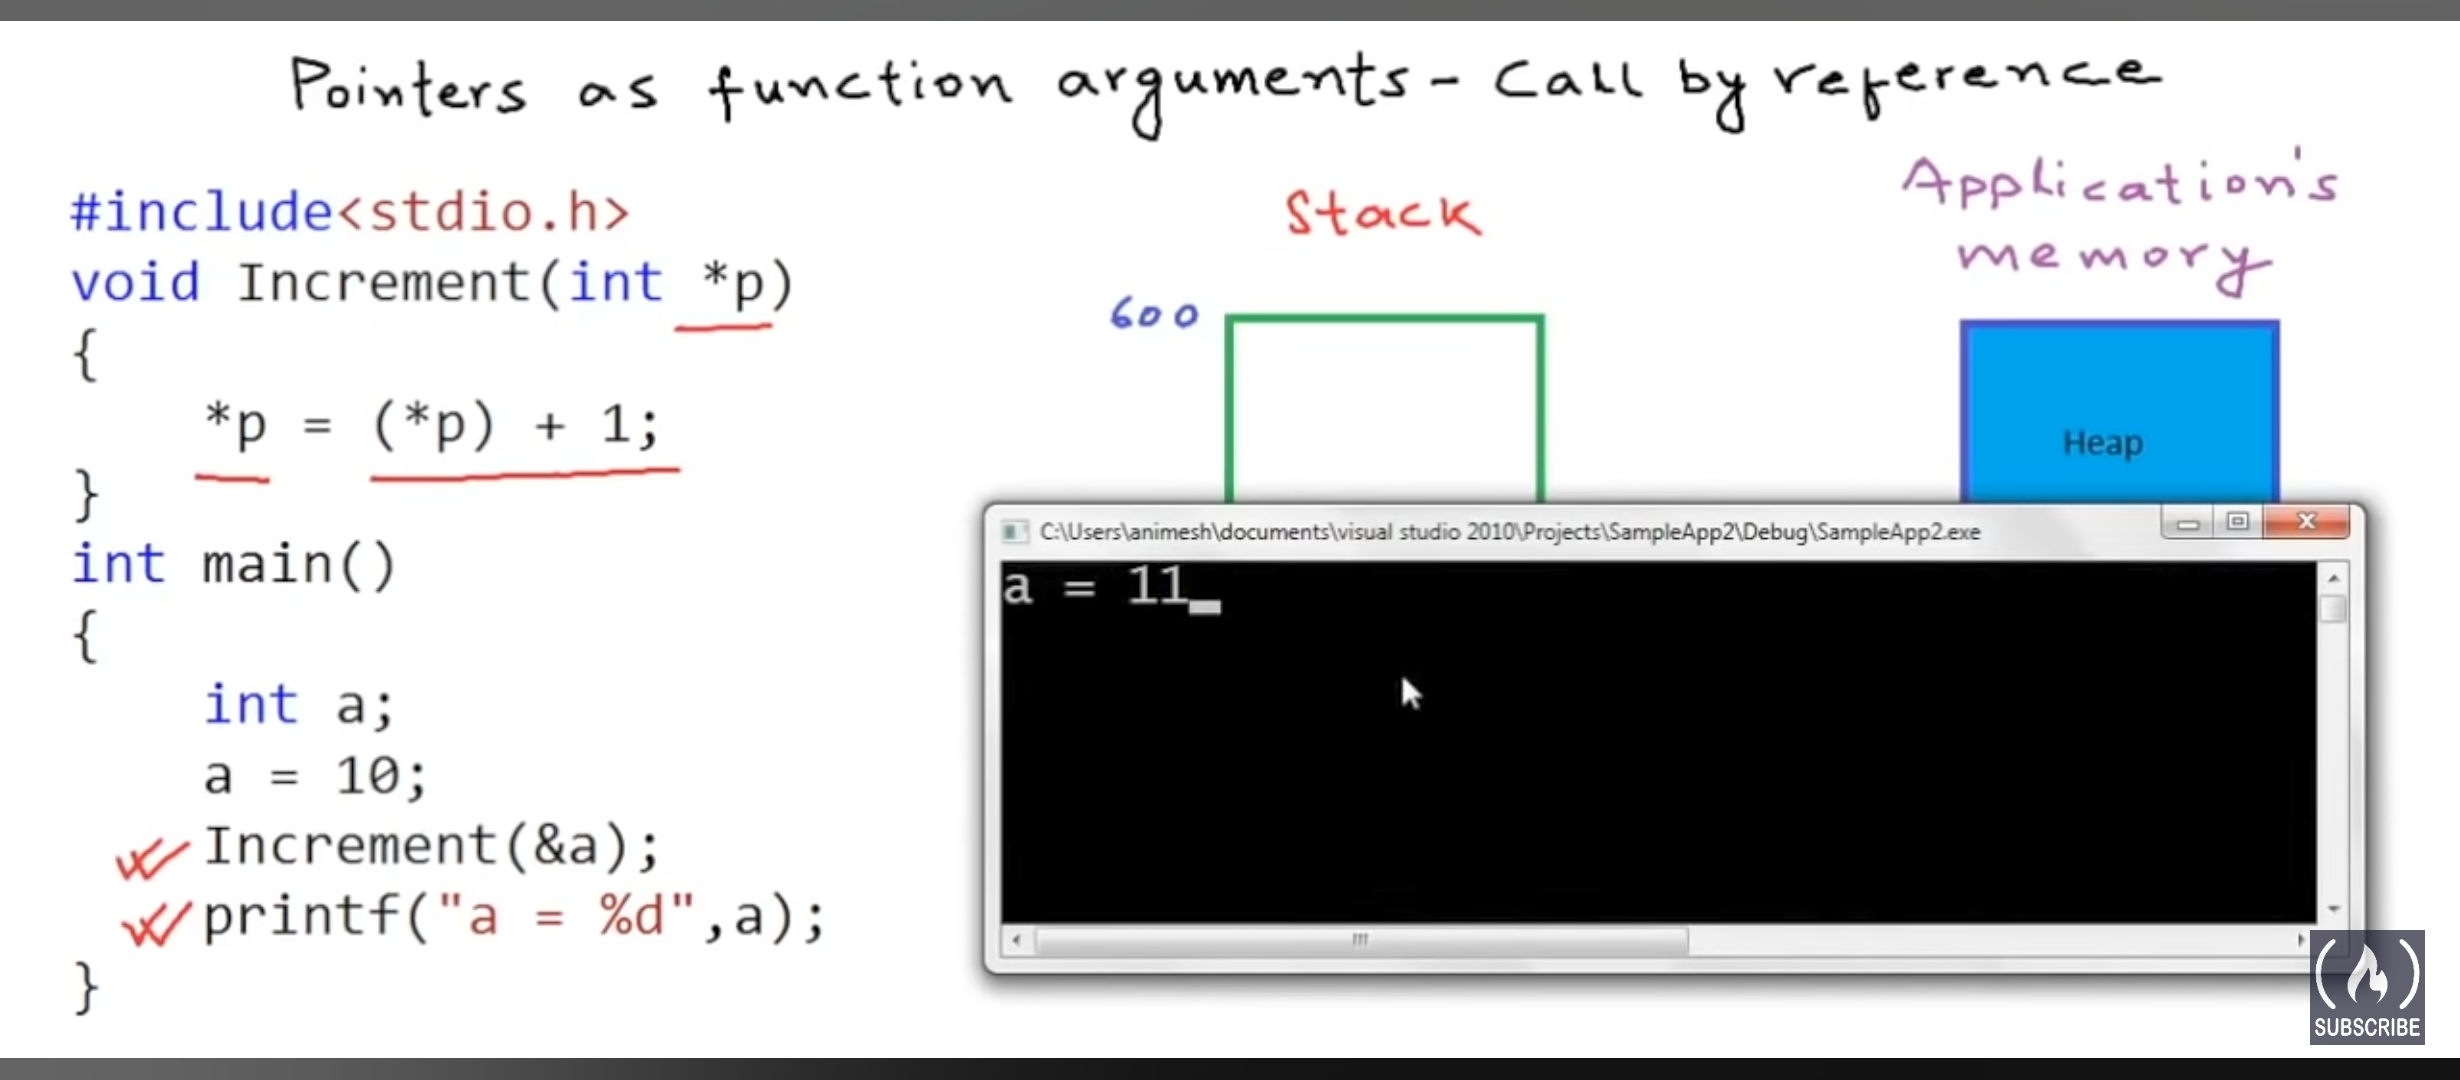 Pointers as function arguments - Call by reference
#include<stdio.h>
void Increment(int *p)
{
*p = (*p) + 1;
}
int main()
{
int a;
a = 10;
Increment(&a);
printf("a = %d",a);
}
Stack
600
Application's
memory
Heap
C:\Users\animesh\documents\visual studio 2010\Projects\SampleApp2\Debug\SampleApp2.exe
a = 11_
SUBSCRIBE